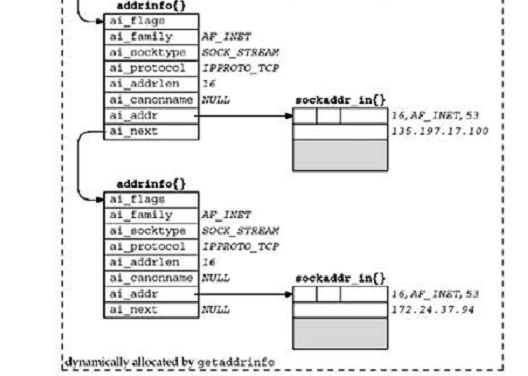 addrinfo{}
ai_flags
ai_family AF_INET
ai_socktype SOCK_STREAM
ai_protocol IPPROTO_TCP
ai_addrlen 16
ai_canonname NULL
ai_addr
ai_next
sockaddr_in{}
16,AF_INET,53
135.197.17.100
addrinfo{}
ai_flags
ai_family AF_INET
ai_socktype SOCK_STREAM
ai_protocol IPPROTO_TCP
ai_addrlen 16
ai_canonname NULL
ai_addr
ai_next NULL
sockaddr_in{}
16,AF_INET,53
172.24.37.94
dynamically allocated by getaddrinfo